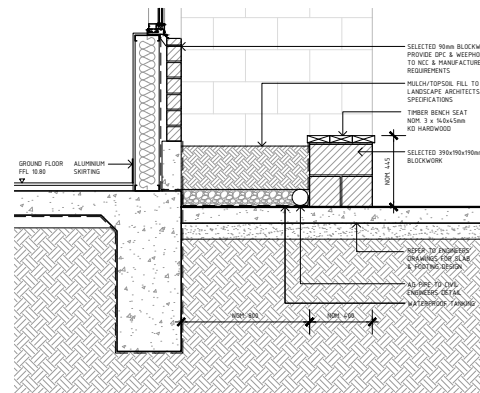 SELECTED 90mm BLOCKW
PROVIDE DPC & WEEPHO
TO NCC & MANUFACTURE
REQUIREMENTS
MULCH/TOPSOIL FILL TO
LANDSCAPE ARCHITECTS
SPECIFICATIONS
TIMBER BENCH SEAT
NOM. 3 x 140x45mm
KD HARDWOOD
SELECTED 390x190x190mm
BLOCKWORK
NOM. 445
GROUND FLOOR
FFL 10.80
ALUMINIUM
SKIRTING
REFER TO ENGINEERS
DRAWINGS FOR SLAB
& FOOTING DESIGN
AG PIPE TO CIVIL
ENGINEERS DETAIL
WATERPROOF TANKING
NOM. 800
NOM. 400